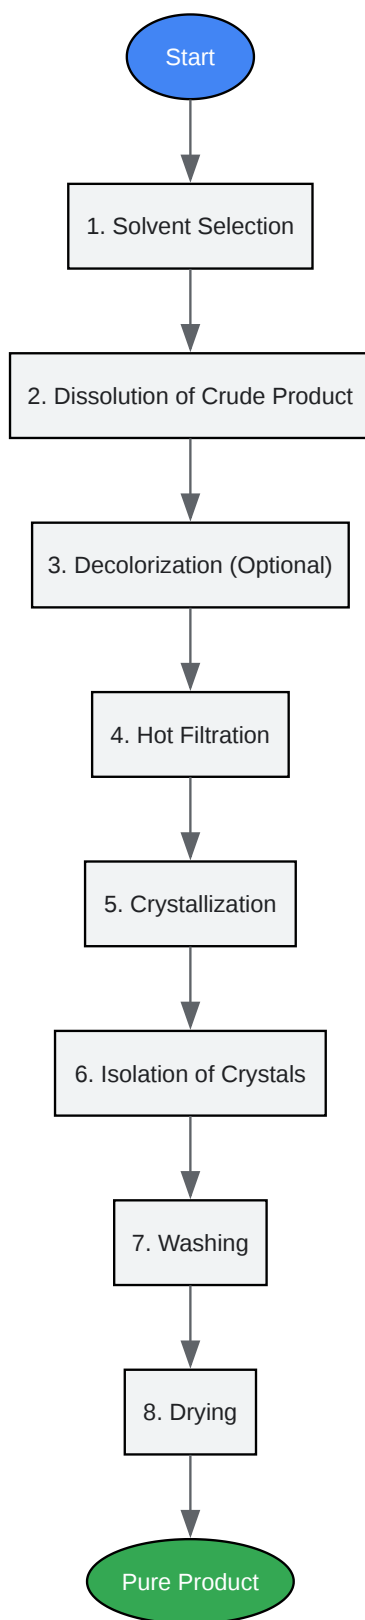 Start
1. Solvent Selection
2. Dissolution of Crude Product
3. Decolorization (Optional)
4. Hot Filtration
5. Crystallization
6. Isolation of Crystals
7. Washing
8. Drying
Pure Product